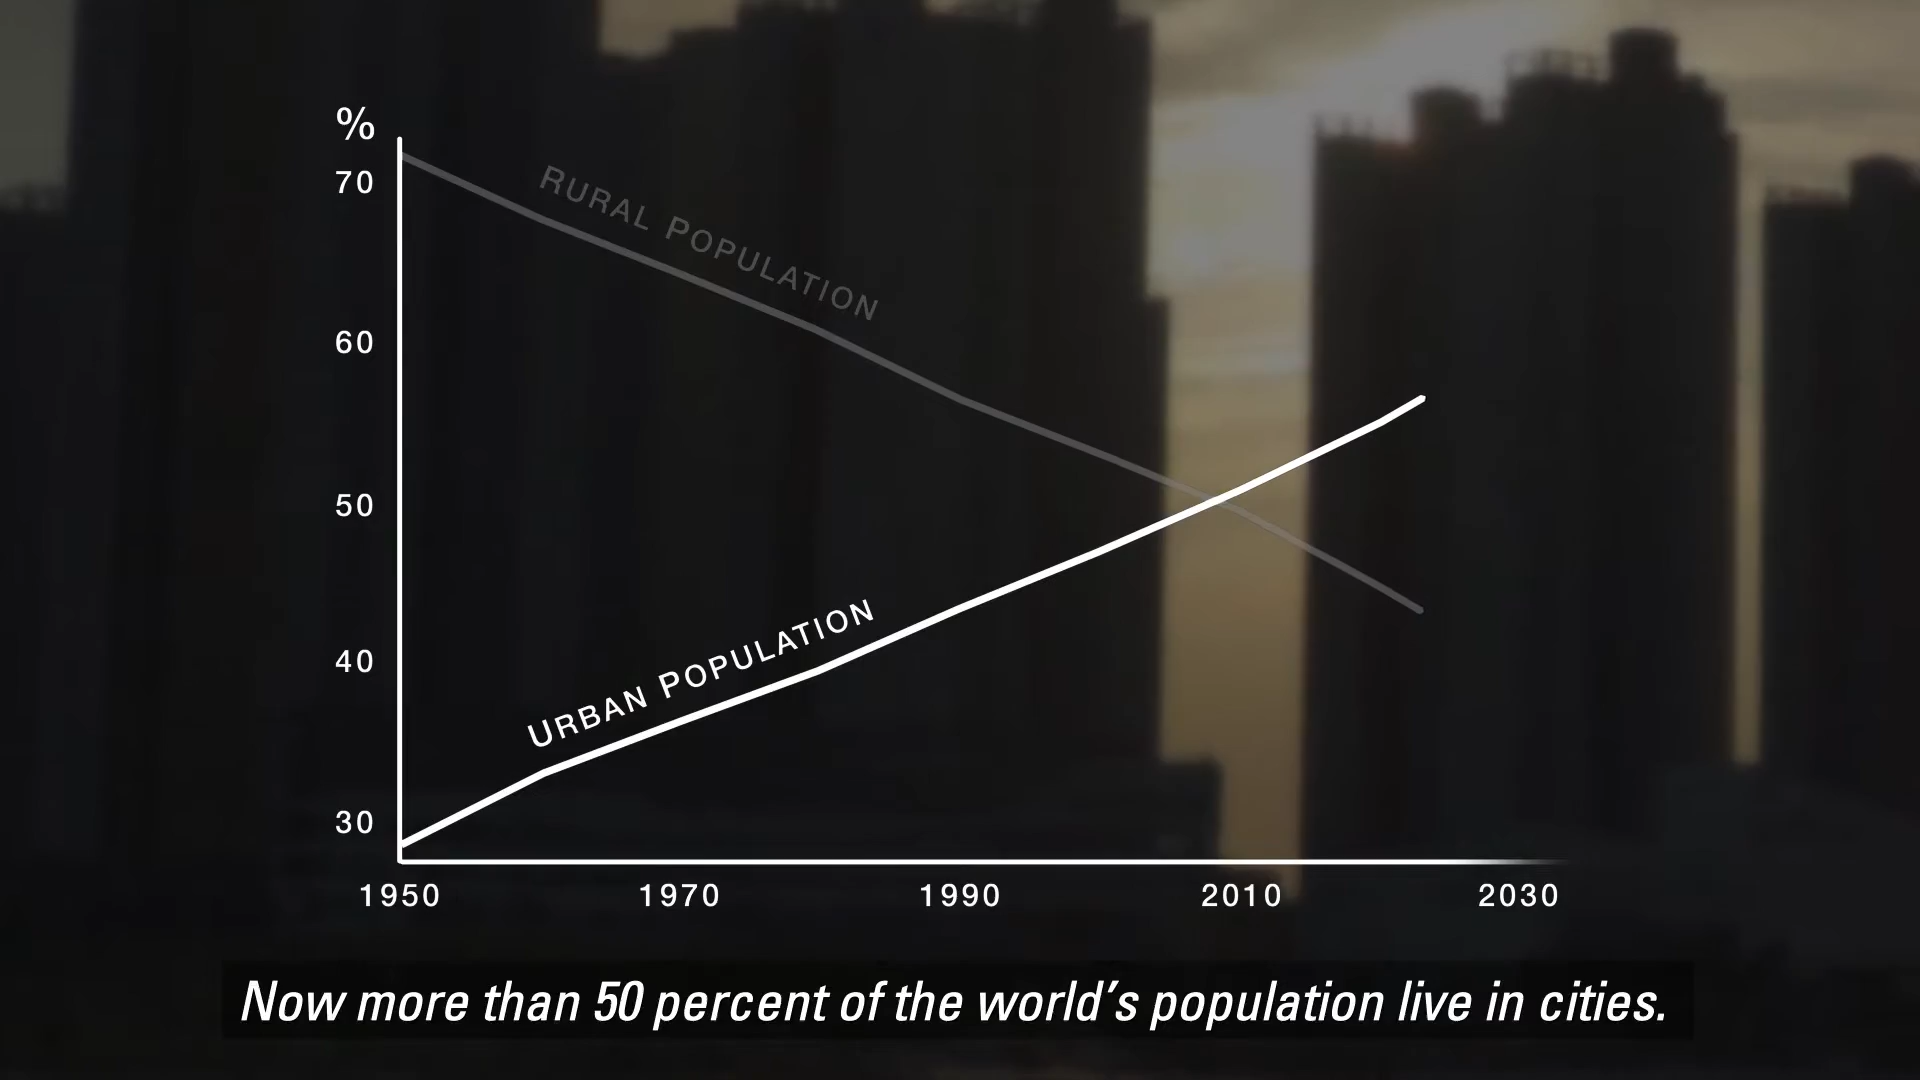 %
70
RURAL POPULATION
60
50
40
URBAN POPULATION
30
1950 1970 1990 2010 2030
Now more than 50 percent of the world's population live in cities.